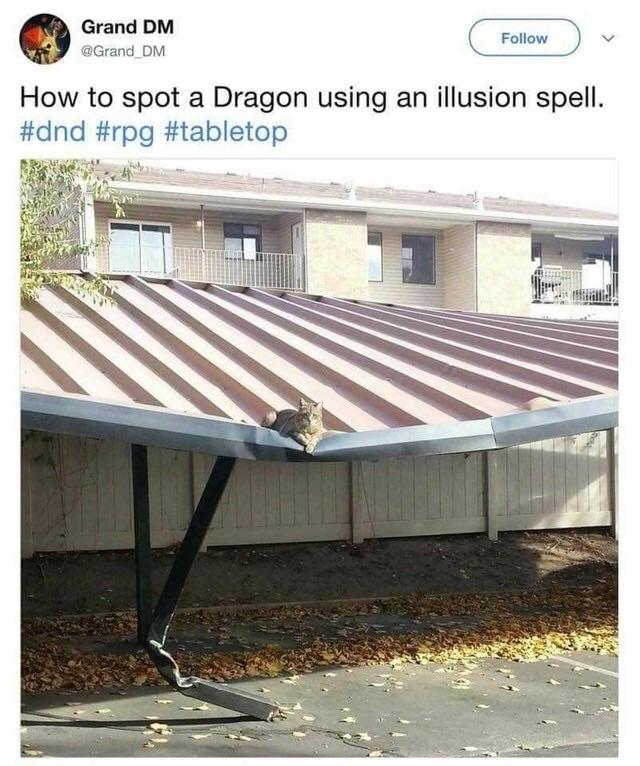 Grand DM
@Grand_DM
Follow
How to spot a Dragon using an illusion spell.
#dnd #rpg #tabletop